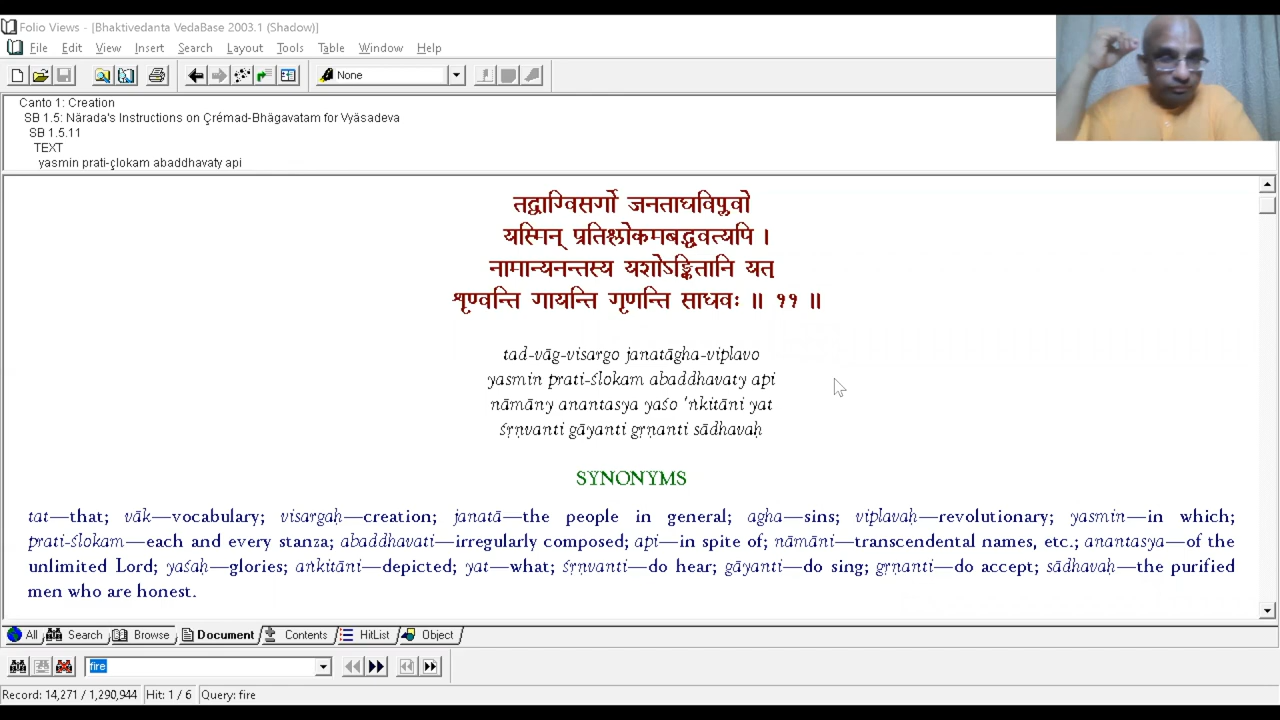 Folio Views - [Bhaktivedanta VedaBase 2003.1 (Shadow)]
File Edit View Insert Search Layout Tools Table Window Help
None
Canto 1: Creation
SB 1.5: Närada's Instructions on Çrémad-Bhägavatam for Vyäsadeva
SB 1.5.11
TEXT
yasmin prati-çlokam abaddhavaty api
तद्वाग्विसर्गो जनताघविप्लवो
यस्मिन् प्रतिश्लोकमबद्धवत्यपि ।
नामान्यनन्तस्य यशोऽङ्कितानि यत्
शृण्वन्ति गायन्ति गृणन्ति साधवः ॥ ११ ॥
tad-vāg-visargo janatāgha-viplavo
yasmin prati-ślokam abaddhavaty api
nāmāny anantasya yaśo 'ṅkitāni yat
śṛṇvanti gāyanti gṛṇanti sādhavaḥ
SYNONYMS
tat—that; vāk—vocabulary; visargaḥ—creation; janatā—the people in general; agha—sins; viplavaḥ—revolutionary; yasmin—in which;
prati-ślokam—each and every stanza; abaddhavati—irregularly composed; api—in spite of; nāmāni—transcendental names, etc.; anantasya—of the
unlimited Lord; yaśaḥ—glories; aṅkitāni—depicted; yat—what; śṛṇvanti—do hear; gāyanti—do sing; gṛṇanti—do accept; sādhavaḥ—the purified
men who are honest.
All Search Browse Document Contents HitList Object
fire
Record: 14,271 / 1,290,944 Hit: 1 / 6 Query: fire